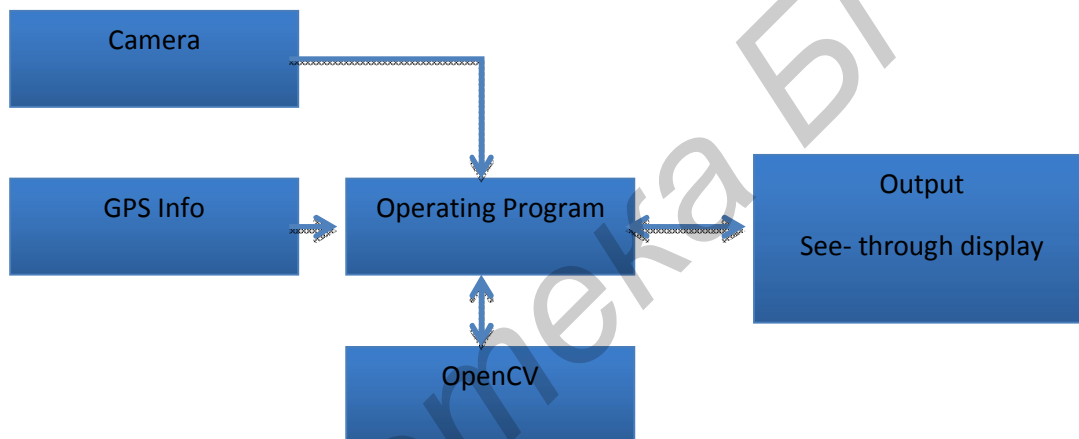 Camera
GPS Info
Operating Program
Output
See- through display
OpenCV